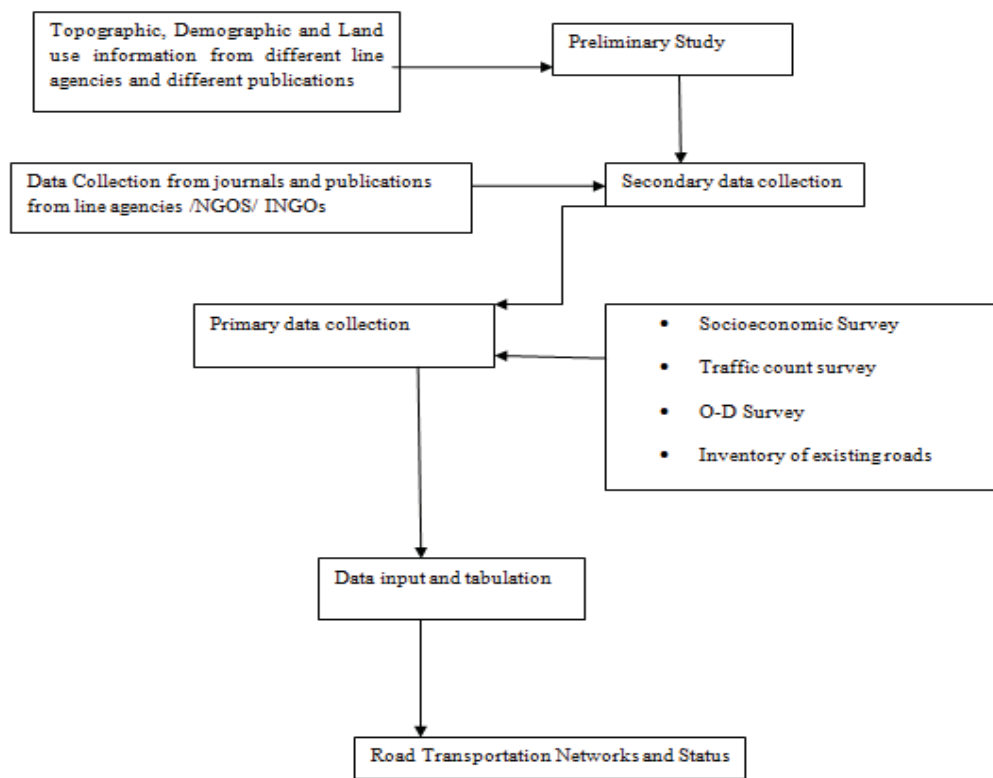 Topographic, Demographic and Land
use information from different line
agencies and different publications
Preliminary Study
Data Collection from journals and publications
from line agencies /NGOS/ INGOs
Secondary data collection
Primary data collection
• Socioeconomic Survey
• Traffic count survey
• O-D Survey
• Inventory of existing roads
Data input and tabulation
Road Transportation Networks and Status